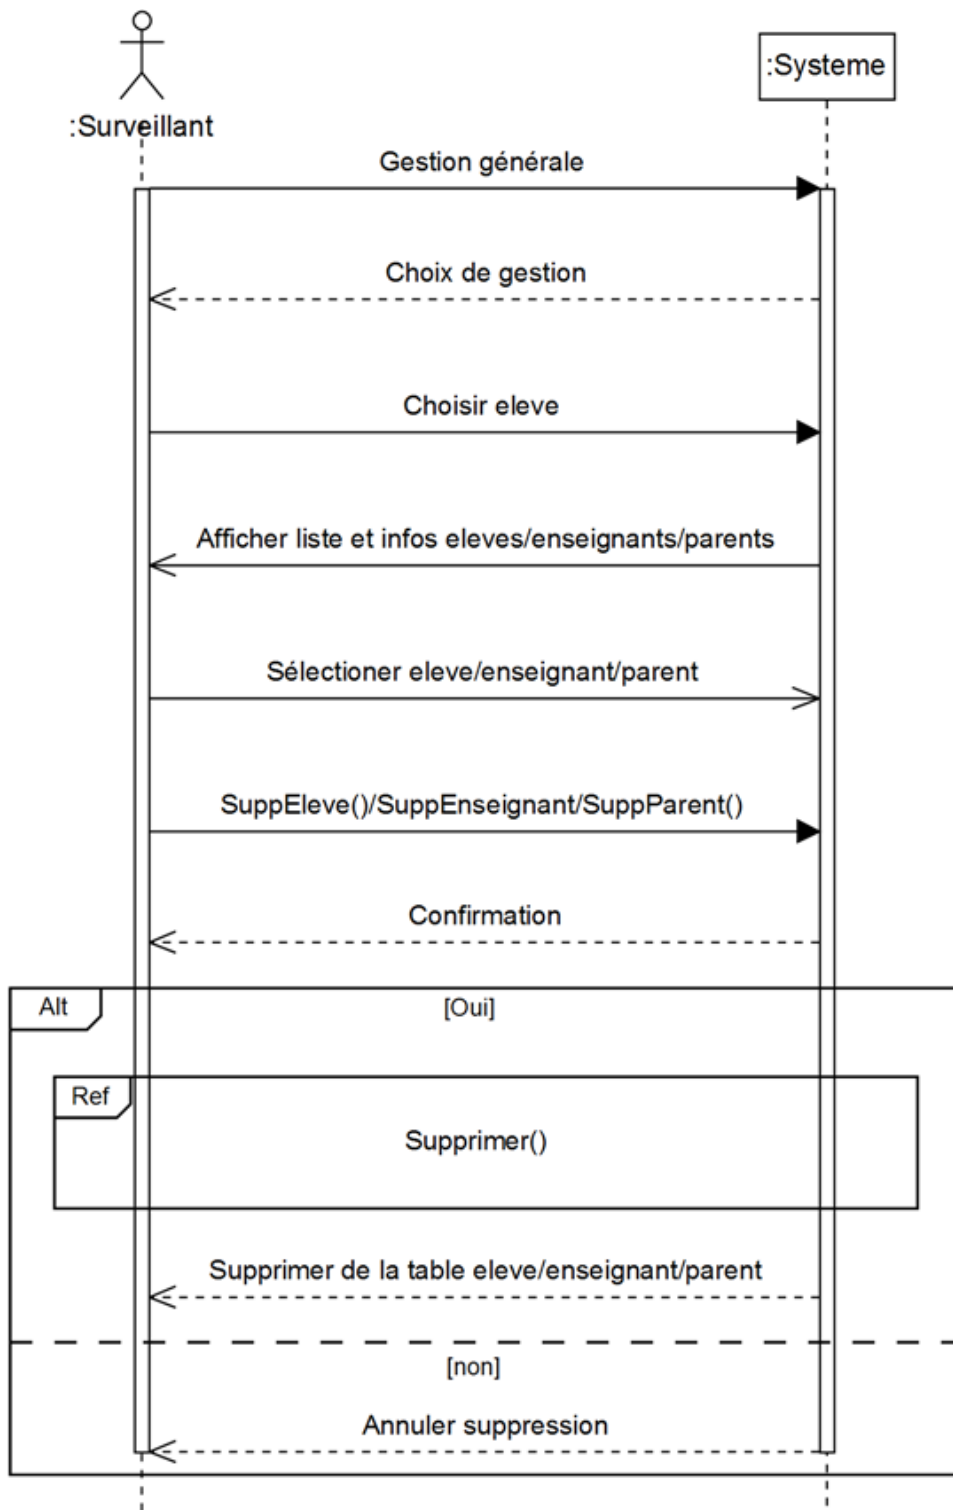 :Systeme
:Surveillant
Gestion générale
Choix de gestion
Choisir eleve
Afficher liste et infos eleves/enseignants/parents
Sélectioner eleve/enseignant/parent
SuppEleve()/SuppEnseignant/SuppParent()
Confirmation
Alt
[Oui]
Ref
Supprimer()
Supprimer de la table eleve/enseignant/parent
[non]
Annuler suppression